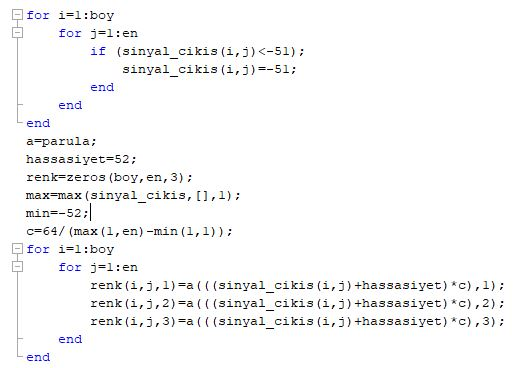 for i=1:boy
for j=1:en
if (sinyal_cikis(i,j)<-51);
sinyal_cikis(i,j)=-51;
end
end
end
a=parula;
hassasiyet=52;
renk=zeros(boy,en,3);
max=max(sinyal_cikis,[],1);
min=-52;
c=64/(max(1,en)-min(1,1));
for i=1:boy
for j=1:en
renk(i,j,1)=a(((sinyal_cikis(i,j)+hassasiyet)*c),1);
renk(i,j,2)=a(((sinyal_cikis(i,j)+hassasiyet)*c),2);
renk(i,j,3)=a(((sinyal_cikis(i,j)+hassasiyet)*c),3);
end
end